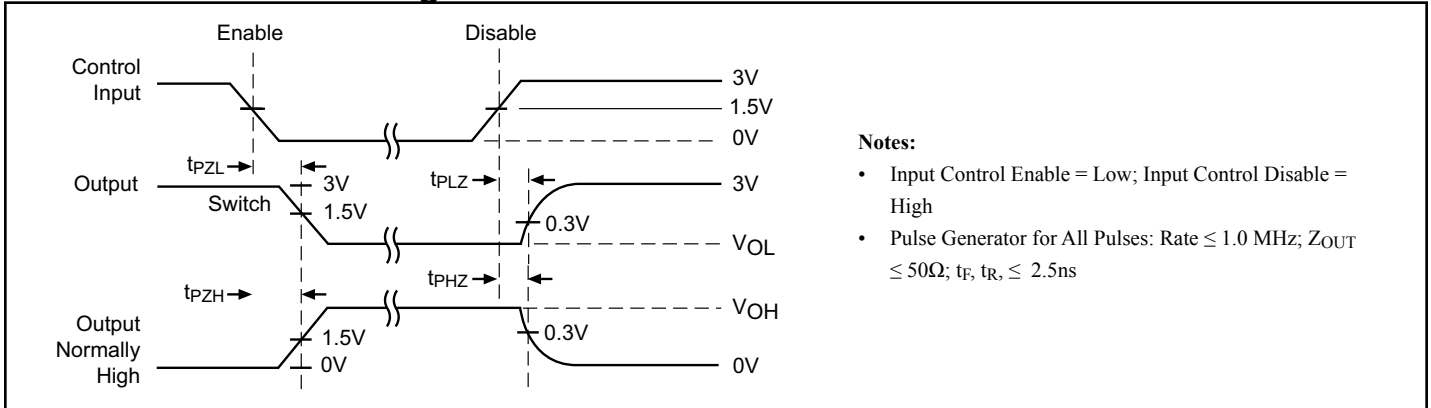 Enable
Disable
Control
Input
3V
1.5V
0V
tPZL
tPLZ
Output
3V
3V
Switch
1.5V
0.3V
VOL
tPHZ
tPZH
VOH
Output
Normally
High
1.5V
0.3V
0V
0V
Notes:
• Input Control Enable = Low; Input Control Disable =
High
• Pulse Generator for All Pulses: Rate ≤ 1.0 MHz; ZOUT
≤ 50Ω; tF, tR, ≤ 2.5ns